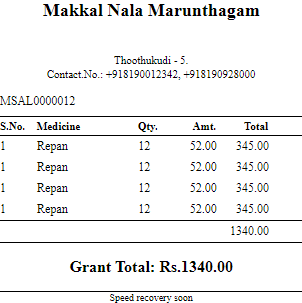 Makkal Nala Marunthagam
Thoothukudi - 5.
Contact.No.: +918190012342, +918190928000
MSAL0000012
S.No. Medicine Qty. Amt. Total
1 Repan 12 52.00 345.00
1 Repan 12 52.00 345.00
1 Repan 12 52.00 345.00
1 Repan 12 52.00 345.00
1340.00
Grant Total: Rs.1340.00
Speed recovery soon